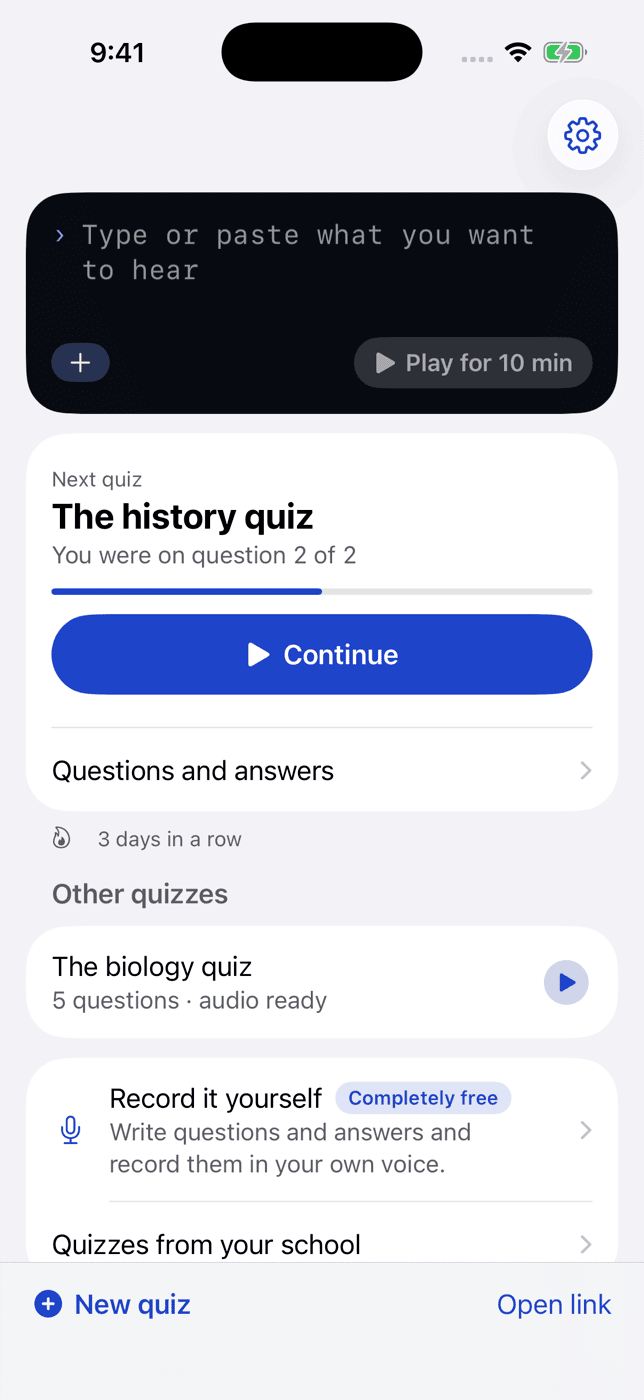 9:41
› Type or paste what you want
to hear
Play for 10 min
Next quiz
The history quiz
You were on question 2 of 2
Continue
Questions and answers
3 days in a row
Other quizzes
The biology quiz
5 questions · audio ready
Record it yourself Completely free
Write questions and answers and
record them in your own voice.
Quizzes from your school
New quiz Open link